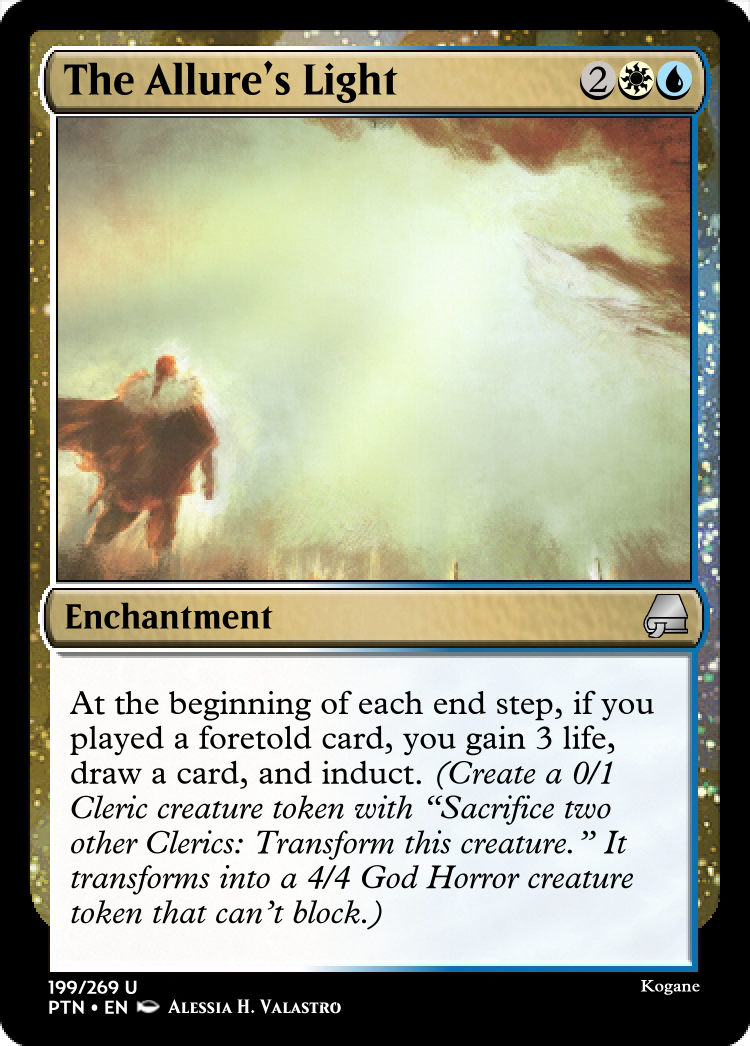 The Allure's Light 2
Enchantment
At the beginning of each end step, if you
played a foretold card, you gain 3 life,
draw a card, and induct. (Create a 0/1
Cleric creature token with “Sacrifice two
other Clerics: Transform this creature.” It
transforms into a 4/4 God Horror creature
token that can't block.)
199/269 U
Kogane
PTN • EN Alessia H. Valastro